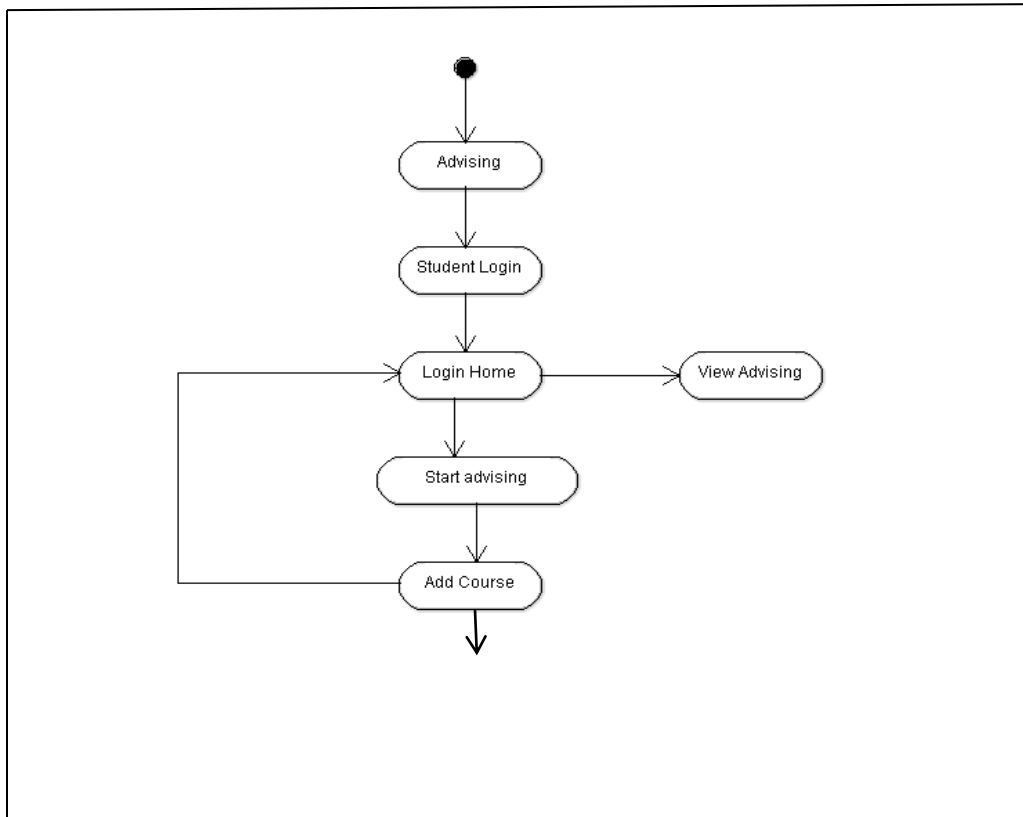 Advising
Student Login
Login Home
View Advising
Start advising
Add Course